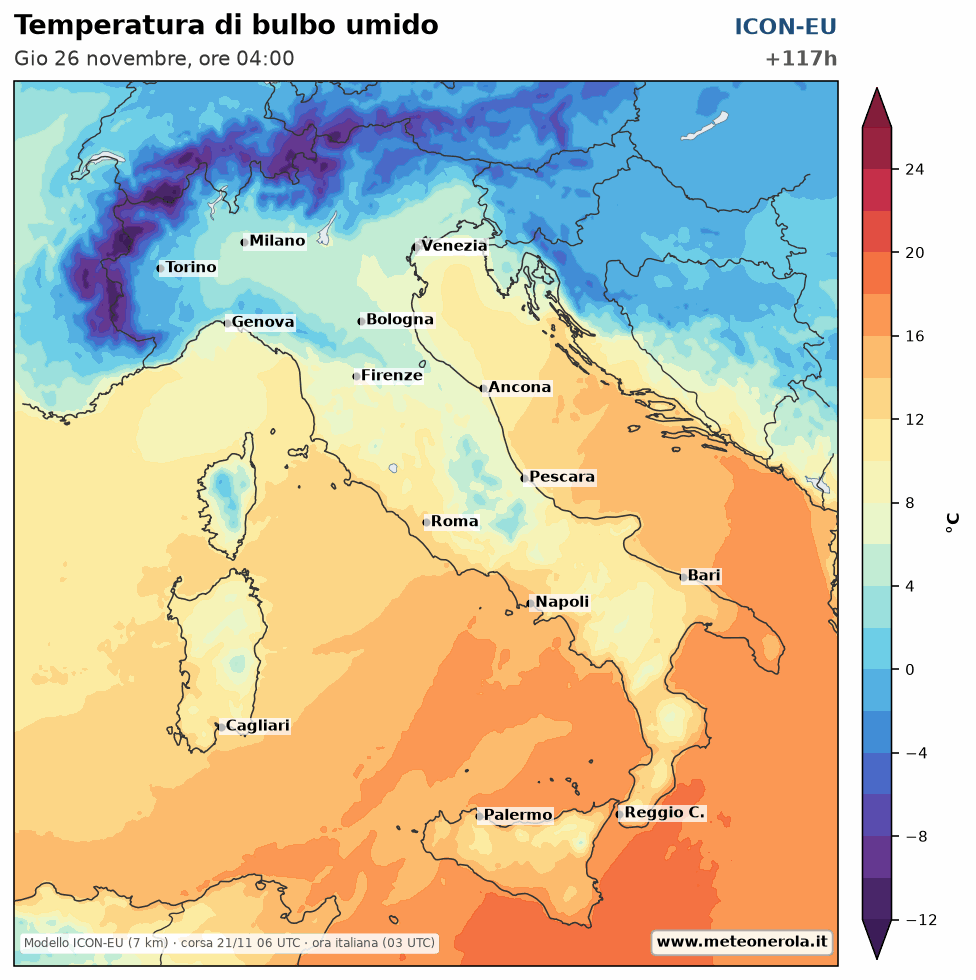 Temperatura di bulbo umido
ICON-EU
Gio 26 novembre, ore 04:00
+117h
Milano
Venezia
Torino
Genova
Bologna
Firenze
Ancona
Pescara
Roma
Bari
Napoli
Cagliari
Palermo
Reggio C.
24
20
16
12
8
4
0
−4
−8
−12
°C
Modello ICON-EU (7 km) · corsa 21/11 06 UTC · ora italiana (03 UTC)
www.meteonerola.it